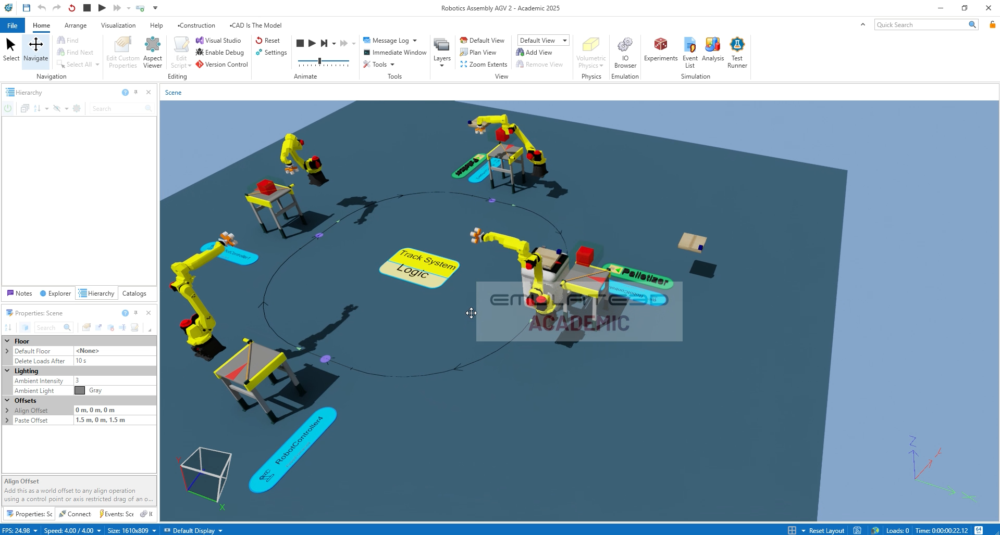 Robotics Assembly AGV 2 - Academic 2025
File Home Arrange Visualization Help •Construction •CAD Is The Model
Quick Search
Select
Navigate
Find
Find Next
Select All
Navigation
Edit Custom Properties
Aspect Viewer
Edit Script
Visual Studio
Enable Debug
Version Control
Editing
Reset
Settings
Animate
Message Log
Immediate Window
Tools
Tools
Layers
Default View
Plan View
Zoom Extents
Default View
Add View
Remove View
View
Volumetric Physics
Physics
IO Browser
Emulation
Experiments
Event List
Analysis
Test Runner
Simulation
Hierarchy
Search
Notes Explorer Hierarchy Catalogs
Properties: Scene
Search
Floor
Default Floor <None>
Delete Loads After 10 s
Lighting
Ambient Intensity 3
Ambient Light Gray
Offsets
Align Offset 0 m, 0 m, 0 m
Paste Offset 1.5 m, 0 m, 1.5 m
Align Offset
Add this as a world offset to any align operation
using a control point or axis restricted drag of an o...
Properties: Sc Connect Events: Sce IC
Scene
Track System
Logic
Palletizer
RobotController4
EMULATE3D
ACADEMIC
Y
X
Z
Y
X
FPS: 24.98 Speed: 4.00 / 4.00 Size: 1610x809 Default Display Reset Layout Loads: 0 Time: 0:00:00:22.12 64 bit